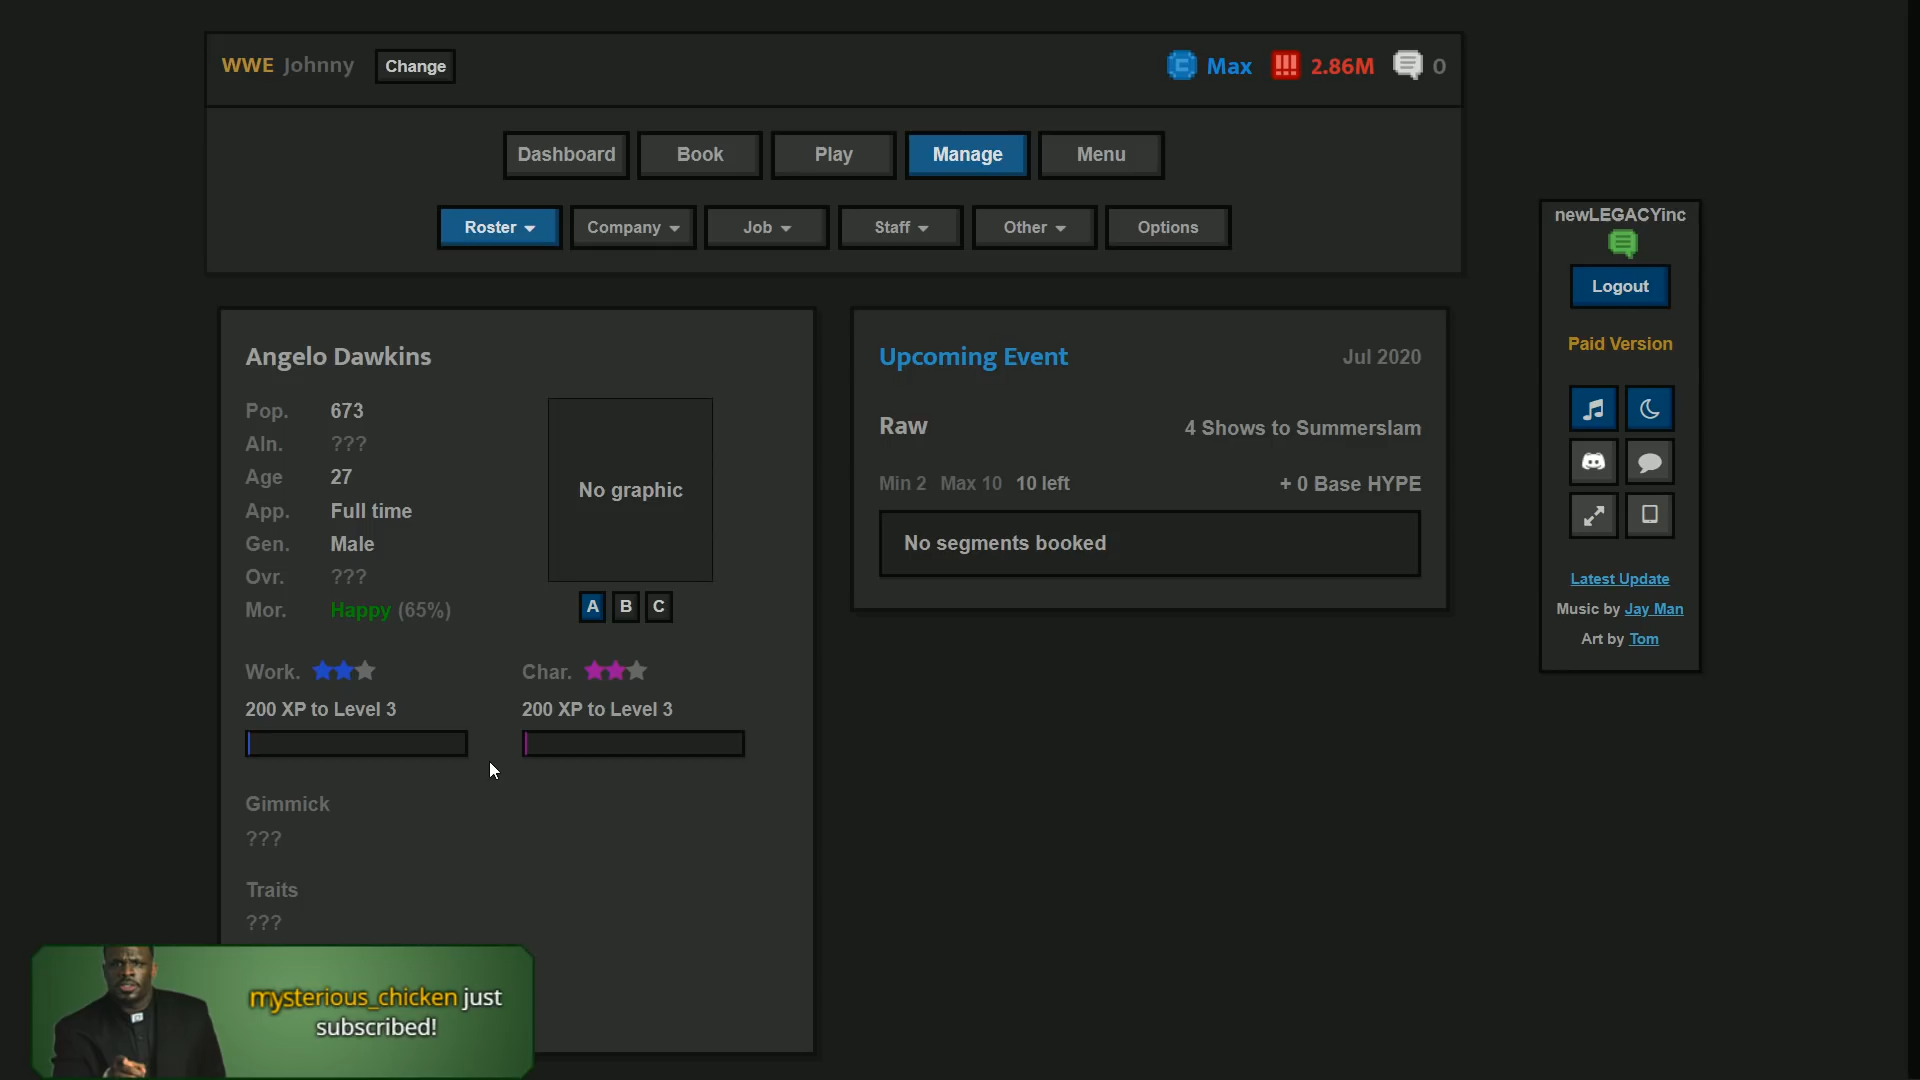 WWE Johnny Change Max 2.86M 0
Dashboard Book Play Manage Menu
Roster Company Job Staff Other Options
Angelo Dawkins
Pop. 673
Aln. ???
Age 27
App. Full time
Gen. Male
Ovr. ???
Mor. Happy (65%)
No graphic
A B C
Work. Char.
200 XP to Level 3 200 XP to Level 3
Gimmick
???
Traits
???
Upcoming Event Jul 2020
Raw 4 Shows to Summerslam
Min 2 Max 10 10 left + 0 Base HYPE
No segments booked
newLEGACYinc
Logout
Paid Version
Latest Update
Music by Jay Man
Art by Tom
mysterious_chicken just
subscribed!